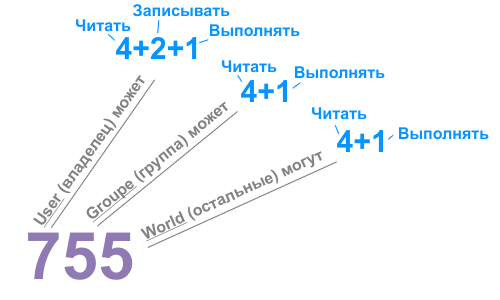 Записывать
Читать
Выполнять
4+2+1
Читать
Выполнять
4+1
Читать
Выполнять
4+1
User (владелец) может
Groupe (группа) может
World (остальные) могут
755